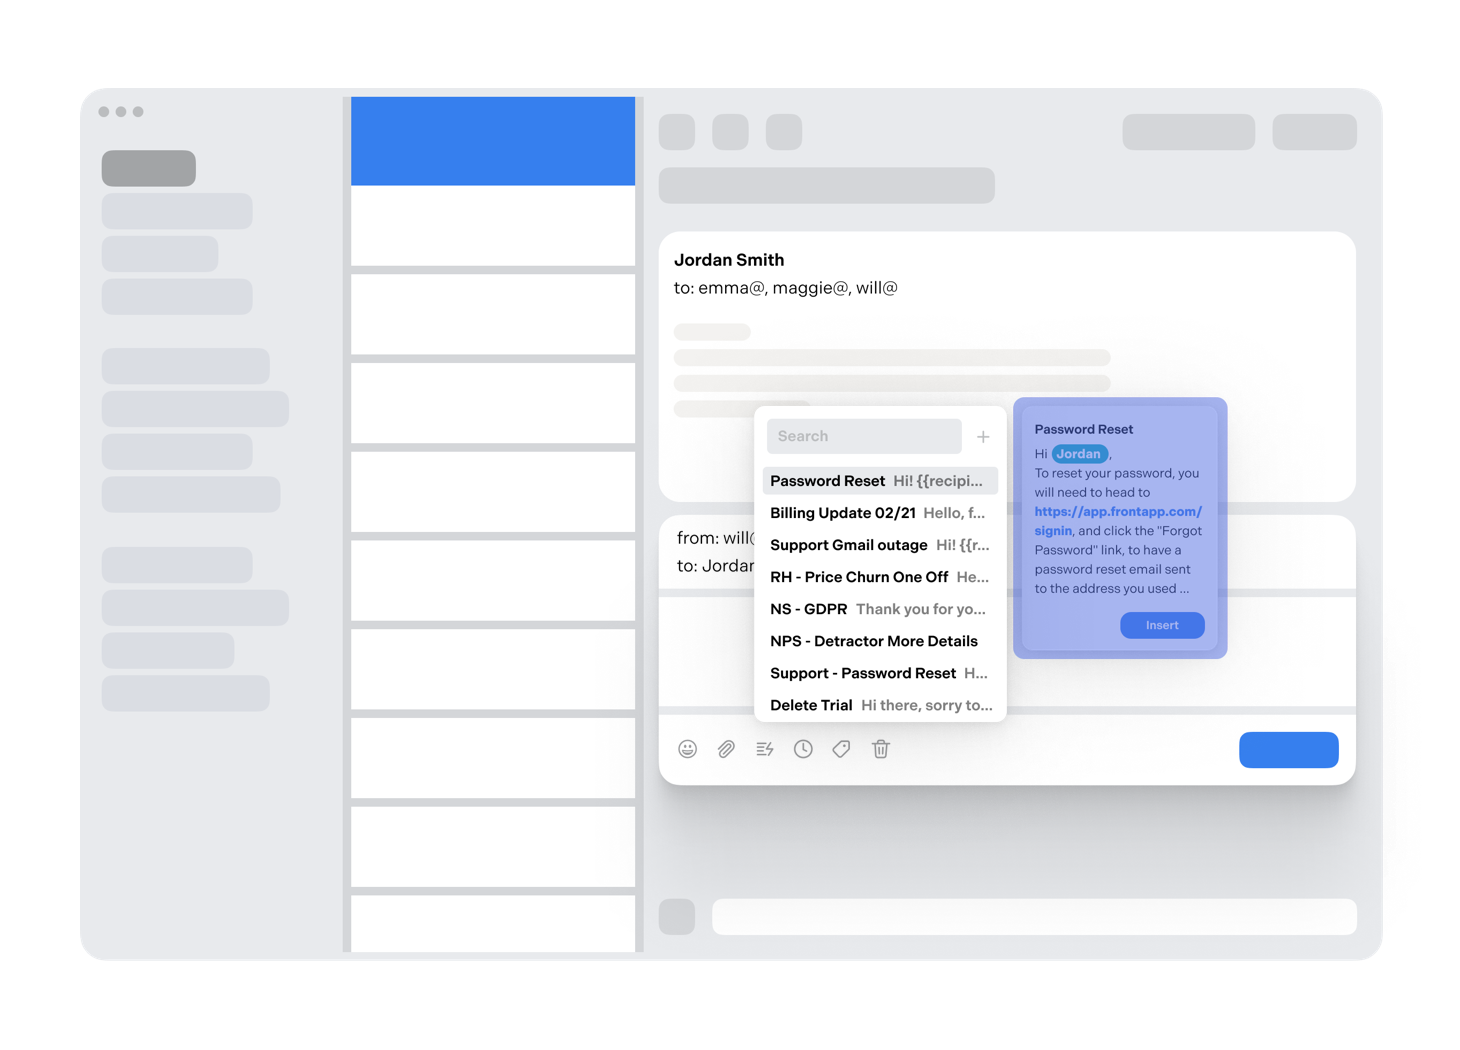 Jordan Smith
to: emma@, maggie@, will@
Search
Password Reset Hi! {{recipi...
Billing Update 02/21 Hello, f...
Support Gmail outage Hi! {{r...
RH - Price Churn One Off He...
NS - GDPR Thank you for yo...
NPS - Detractor More Details
Support - Password Reset H...
Delete Trial Hi there, sorry to...
Password Reset
Hi Jordan ,
To reset your password, you
will need to head to
https://app.frontapp.com/
signin, and click the "Forgot
Password" link, to have a
password reset email sent
to the address you used ...
Insert
from: will@
to: Jordan